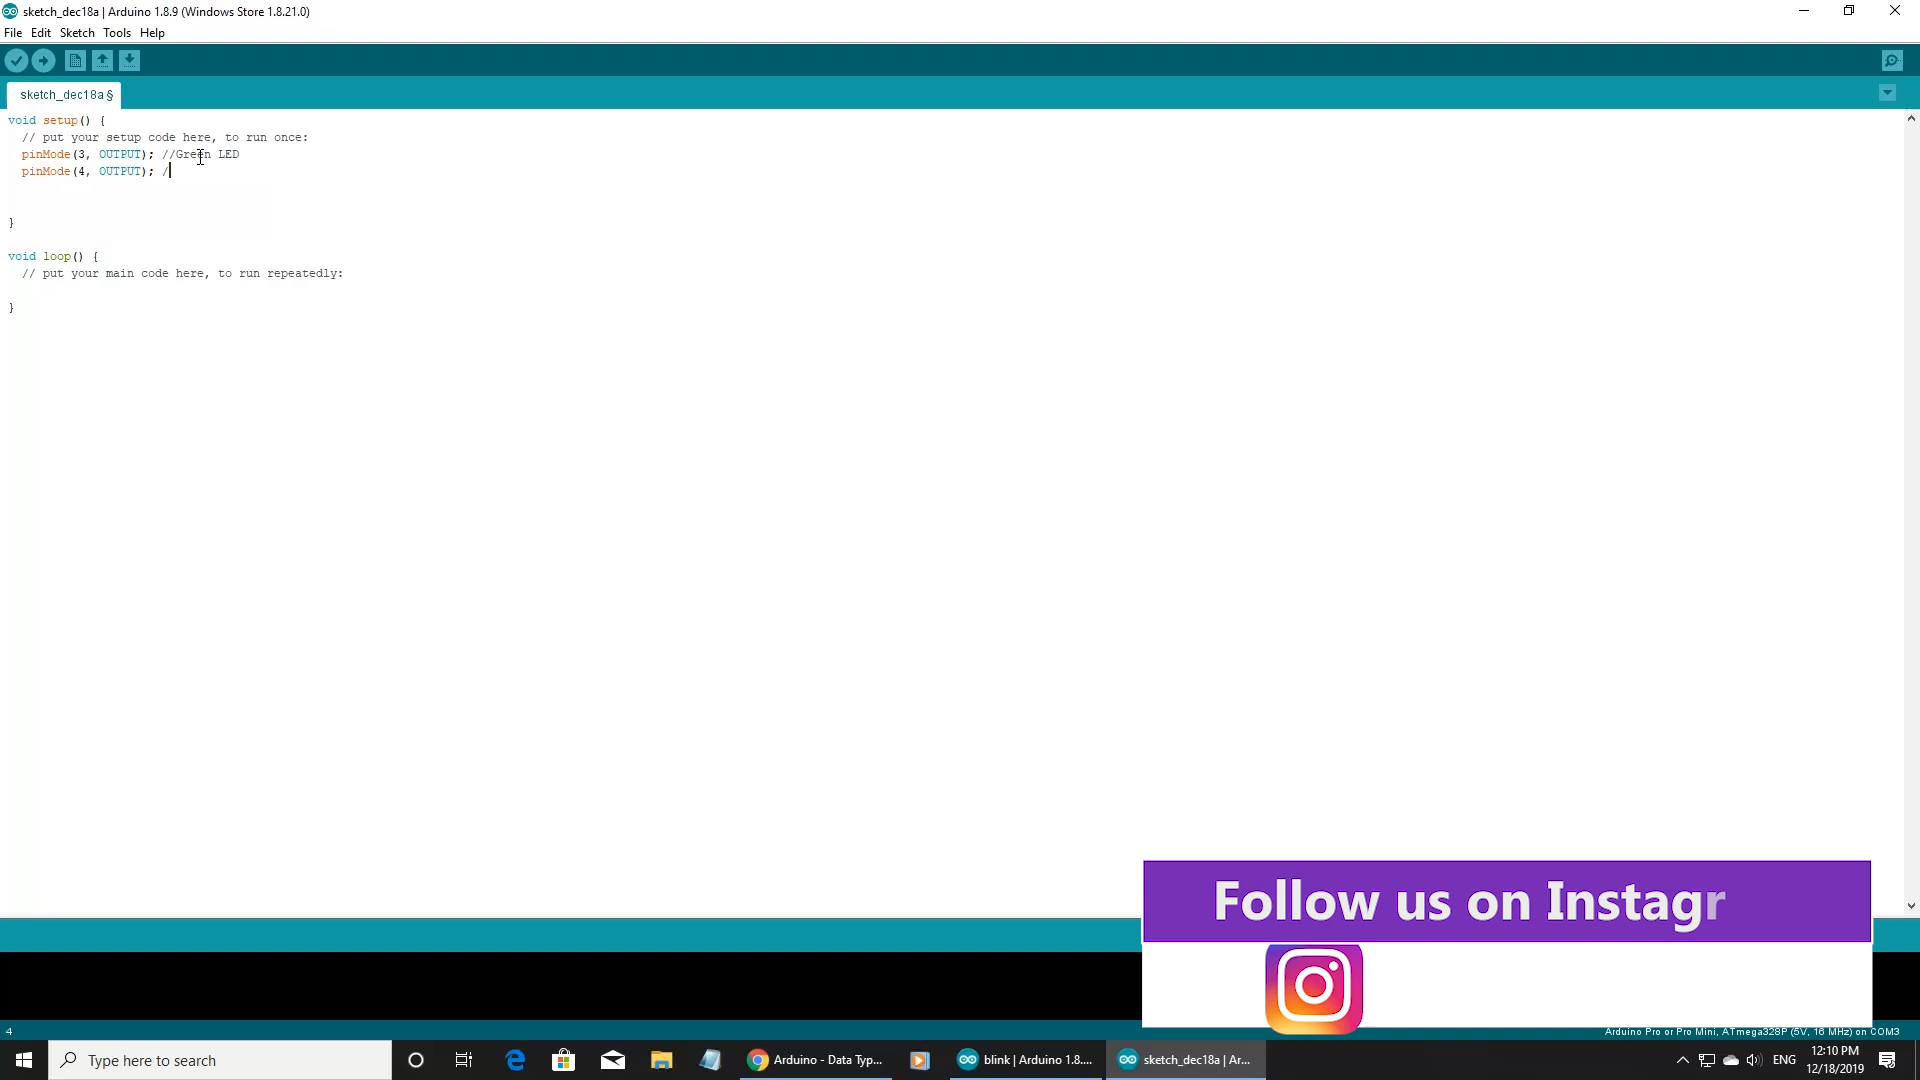 sketch_dec18a | Arduino 1.8.9 (Windows Store 1.8.21.0)
File Edit Sketch Tools Help
sketch_dec18a §
void setup() {
// put your setup code here, to run once:
pinMode(3, OUTPUT); //Green LED
pinMode(4, OUTPUT); /
}
void loop() {
// put your main code here, to run repeatedly:
}
Follow us on Instagr
4
Arduino Pro or Pro Mini, ATmega328P (5V, 16 MHz) on COM3
Type here to search
Arduino - Data Typ...
blink | Arduino 1.8....
sketch_dec18a | Ar...
ENG
12:10 PM
12/18/2019